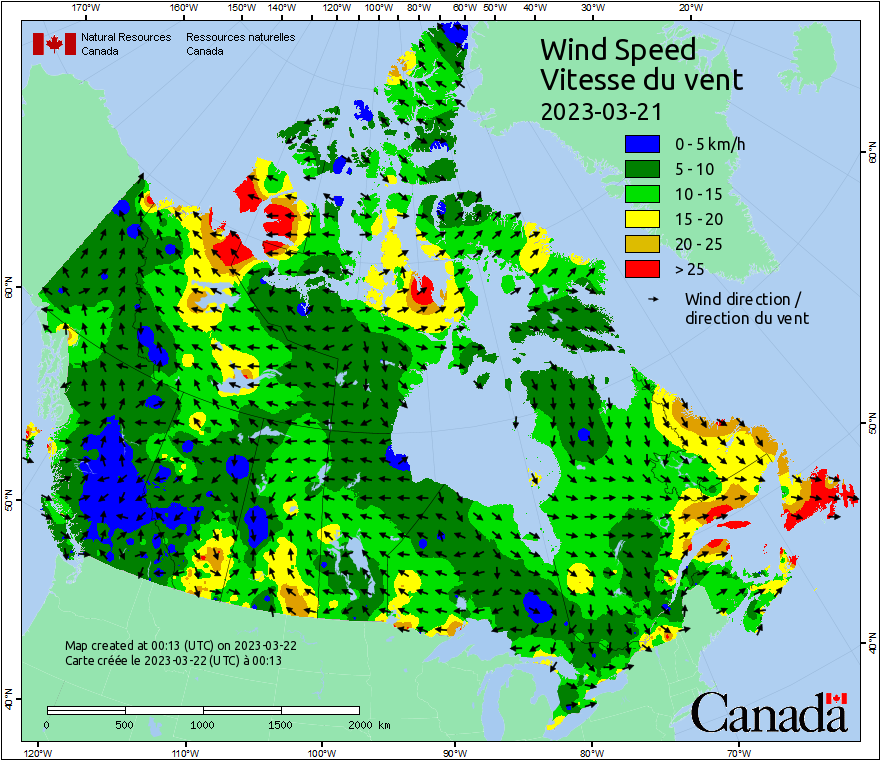 170°W 160°W 150°W 140°W 120°W 100°W 80°W 60°W 50°W 40°W 30°W 20°W
Natural Resources Ressources naturelles
Canada Canada
Wind Speed
Vitesse du vent
2023-03-21
0 - 5 km/h
5 - 10
10 - 15
15 - 20
20 - 25
> 25
Wind direction /
direction du vent
60°N 60°N
50°N 50°N
40°N 40°N
Map created at 00:13 (UTC) on 2023-03-22
Carte créée le 2023-03-22 (UTC) à 00:13
0 500 1000 1500 2000 km
Canada
120°W 110°W 100°W 90°W 80°W 70°W